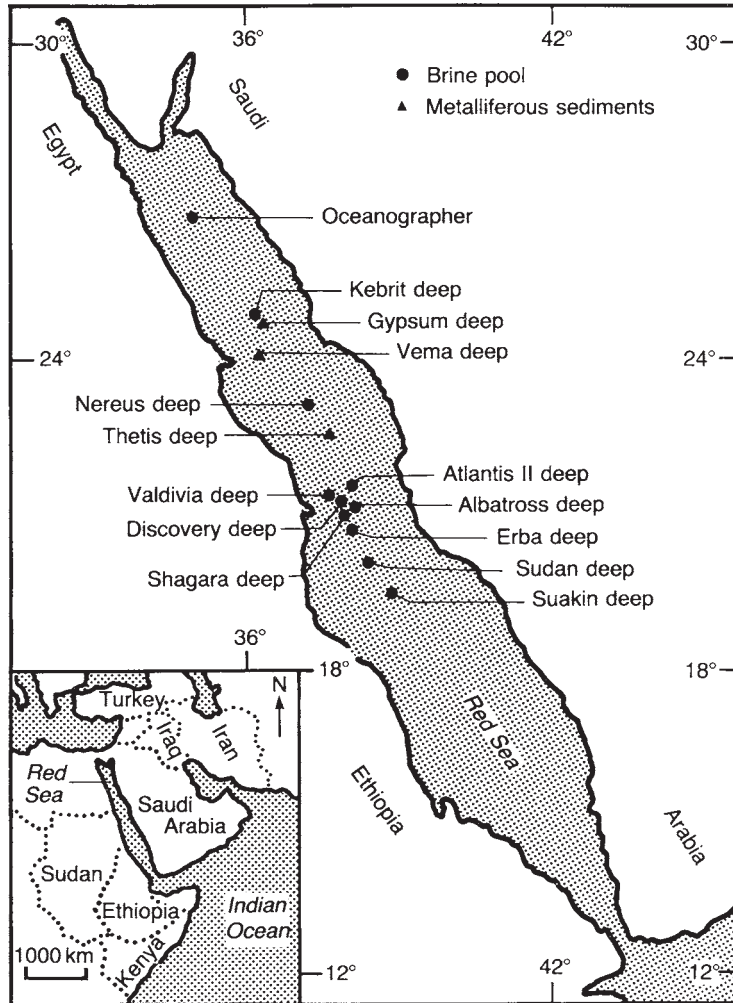 36°
42°
30°
30°
Brine pool
Metalliferous sediments
Saudi
Egypt
Oceanographer
Kebrit deep
Gypsum deep
Vema deep
24°
24°
Nereus deep
Thetis deep
Atlantis II deep
Valdivia deep
Albatross deep
Discovery deep
Erba deep
Shagara deep
Sudan deep
Suakin deep
36°
18°
18°
Red Sea
Ethiopia
Arabia
N
Turkey
Iraq
Iran
Red
Sea
Saudi
Arabia
Sudan
Ethiopia
Indian
Ocean
Kenya
1000 km
12°
42°
12°